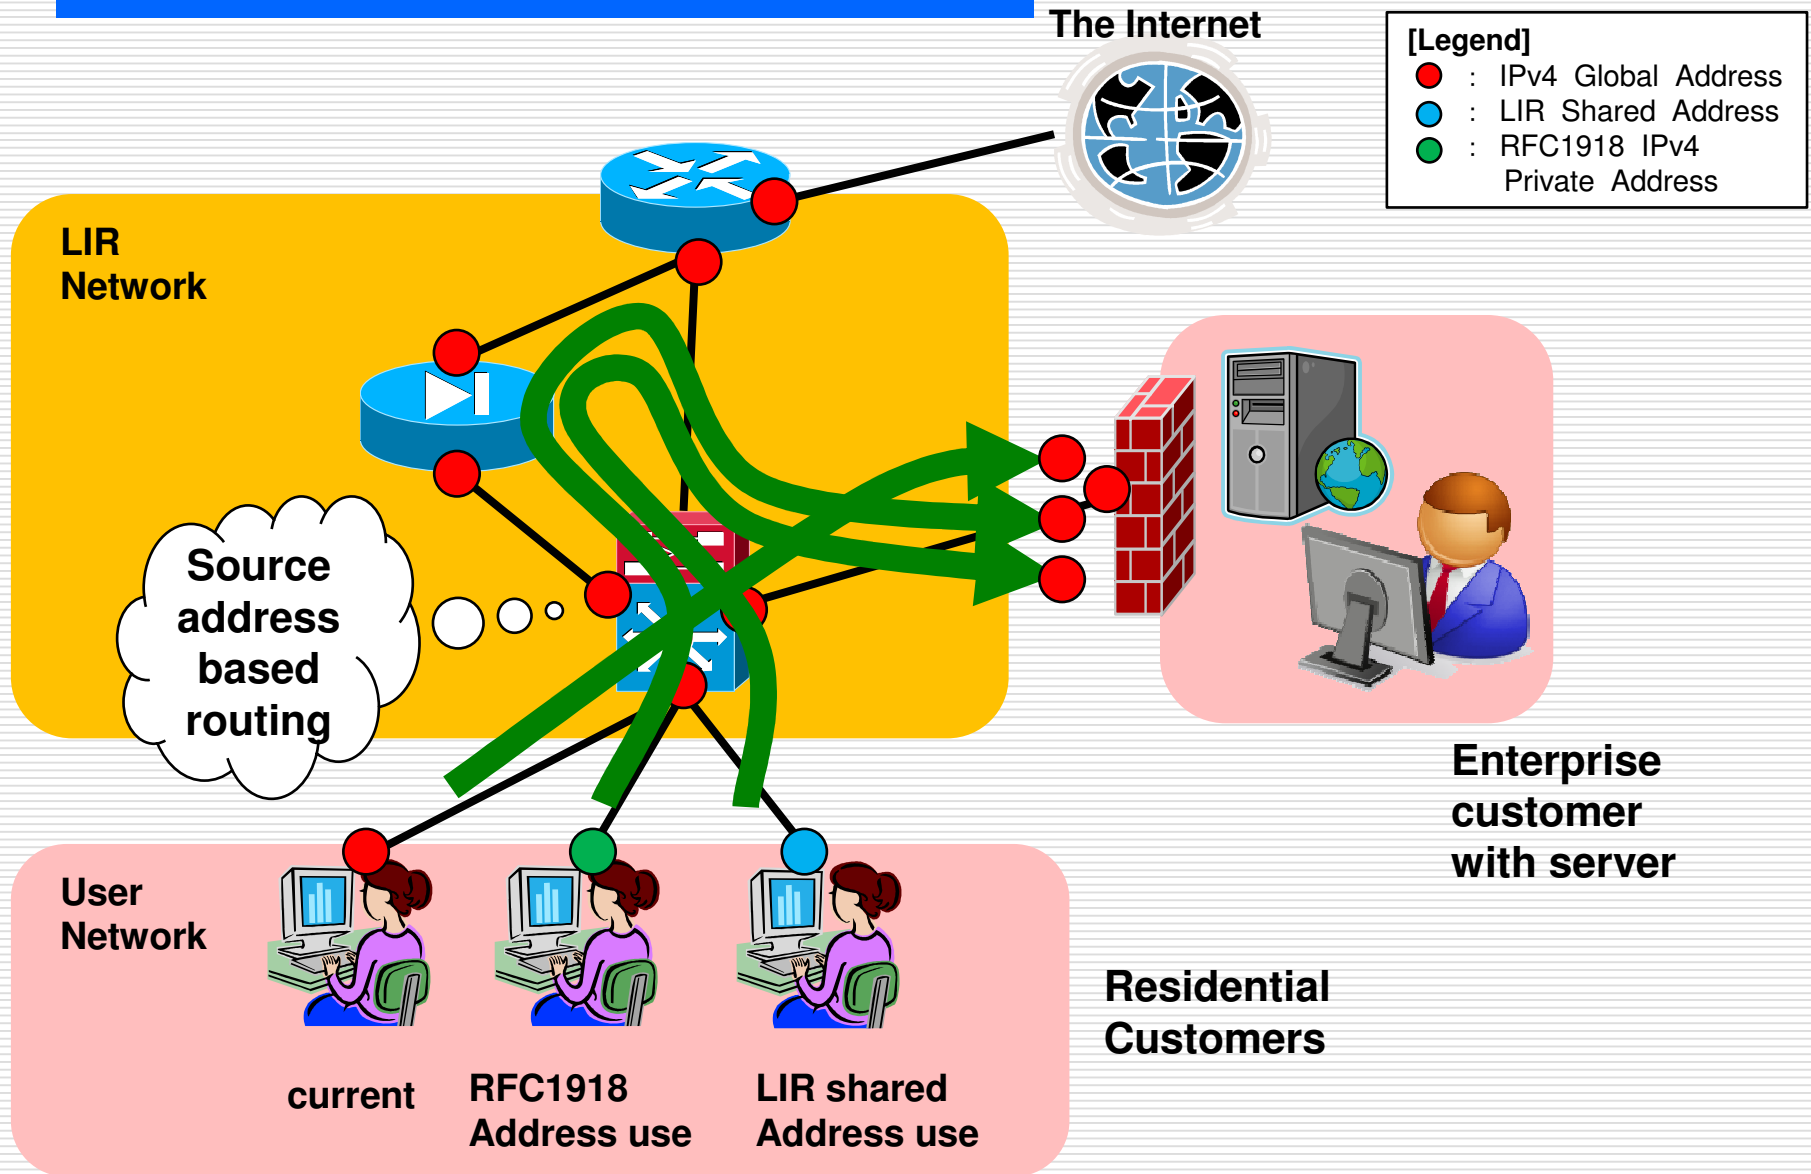 The Internet
[Legend]
: IPv4 Global Address
: LIR Shared Address
: RFC1918 IPv4
Private Address
LIR
Network
Source
address
based
routing
Enterprise
customer
with server
User
Network
Residential
Customers
current
RFC1918
Address use
LIR shared
Address use